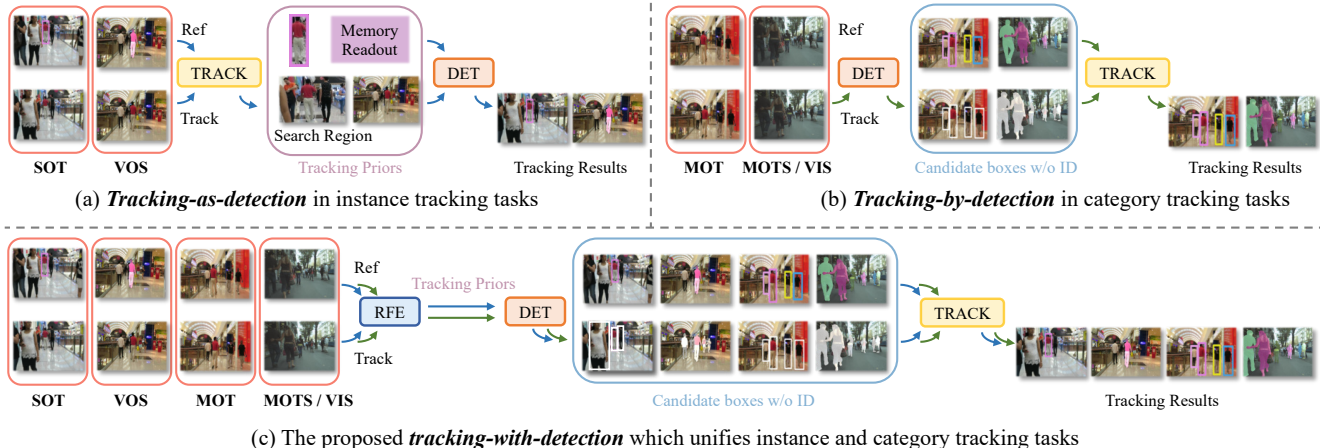 Ref
TRACK
Track
Memory
Readout
Search Region
DET
SOT
VOS
Tracking Priors
Tracking Results
(a) Tracking-as-detection in instance tracking tasks
Ref
DET
Track
TRACK
MOT
MOTS / VIS
Candidate boxes w/o ID
Tracking Results
(b) Tracking-by-detection in category tracking tasks
Ref
RFE
Track
Tracking Priors
DET
TRACK
SOT
VOS
MOT
MOTS / VIS
Candidate boxes w/o ID
Tracking Results
(c) The proposed tracking-with-detection which unifies instance and category tracking tasks